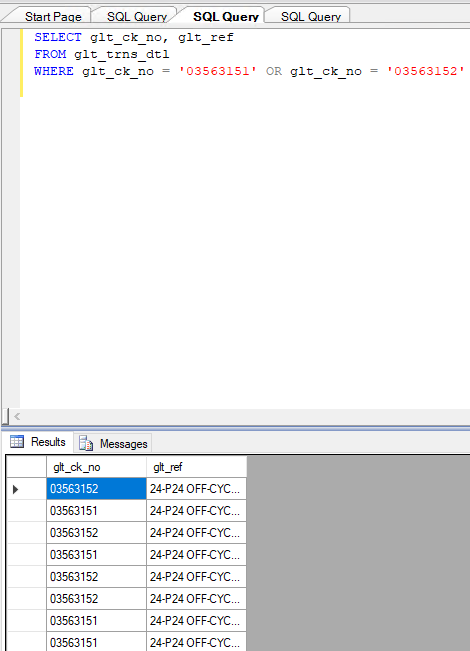 Start Page SQL Query SQL Query SQL Query
SELECT glt_ck_no, glt_ref
FROM glt_trns_dtl
WHERE glt_ck_no = '03563151' OR glt_ck_no = '03563152'
Results Messages
glt_ck_no glt_ref
03563152 24-P24 OFF-CYC...
03563151 24-P24 OFF-CYC...
03563152 24-P24 OFF-CYC...
03563151 24-P24 OFF-CYC...
03563152 24-P24 OFF-CYC...
03563152 24-P24 OFF-CYC...
03563151 24-P24 OFF-CYC...
03563151 24-P24 OFF-CYC...